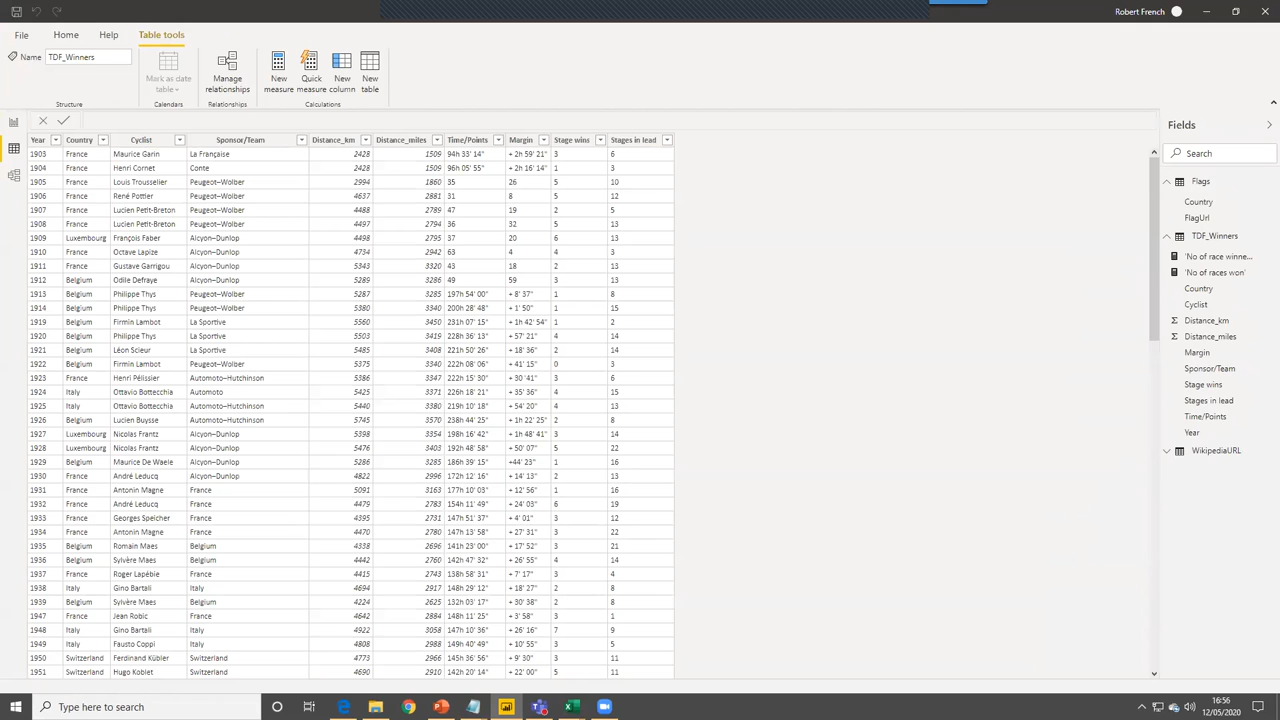 Robert French
File Home Help Table tools
Name TDF_Winners
Mark as date table
Manage relationships
New measure
Quick measure
New column
New table
Structure Calendars Relationships Calculations
Year Country Cyclist Sponsor/Team Distance_km Distance_miles Time/Points Margin Stage wins Stages in lead
1903 France Maurice Garin La Française 2428 1509 94h 33' 14" + 2h 59' 21" 3 6
1904 France Henri Cornet Conte 2428 1509 96h 05' 55" + 2h 16' 14" 1 3
1905 France Louis Trousselier Peugeot–Wolber 2994 1860 35 26 5 10
1906 France René Pottier Peugeot–Wolber 4637 2881 31 8 5 12
1907 France Lucien Petit-Breton Peugeot–Wolber 4488 2789 47 19 2 5
1908 France Lucien Petit-Breton Peugeot–Wolber 4497 2794 36 32 5 13
1909 Luxembourg François Faber Alcyon–Dunlop 4498 2795 37 20 6 13
1910 France Octave Lapize Alcyon–Dunlop 4734 2942 63 4 4 3
1911 France Gustave Garrigou Alcyon–Dunlop 5343 3320 43 18 2 13
1912 Belgium Odile Defraye Alcyon–Dunlop 5289 3286 49 59 3 13
1913 Belgium Philippe Thys Peugeot–Wolber 5287 3285 197h 54' 00" + 8' 37" 1 8
1914 Belgium Philippe Thys Peugeot–Wolber 5380 3340 200h 28' 48" + 1' 50" 1 15
1919 Belgium Firmin Lambot La Sportive 5560 3450 231h 07' 15" + 1h 42' 54" 1 2
1920 Belgium Philippe Thys La Sportive 5503 3419 228h 36' 13" + 57' 21" 4 14
1921 Belgium Léon Scieur La Sportive 5485 3408 221h 50' 26" + 18' 36" 2 14
1922 Belgium Firmin Lambot Peugeot–Wolber 5375 3340 222h 08' 06" + 41' 15" 0 3
1923 France Henri Pélissier Automoto–Hutchinson 5386 3347 222h 15' 30" + 30 '41" 3 6
1924 Italy Ottavio Bottecchia Automoto 5425 3371 226h 18' 21" + 35' 36" 4 15
1925 Italy Ottavio Bottecchia Automoto–Hutchinson 5440 3380 219h 10' 18" + 54' 20" 4 13
1926 Belgium Lucien Buysse Automoto–Hutchinson 5745 3570 238h 44' 25" + 1h 22' 25" 2 8
1927 Luxembourg Nicolas Frantz Alcyon–Dunlop 5398 3354 198h 16' 42" + 1h 48' 41" 3 14
1928 Luxembourg Nicolas Frantz Alcyon–Dunlop 5476 3403 192h 48' 58" + 50' 07" 5 22
1929 Belgium Maurice De Waele Alcyon–Dunlop 5286 3285 186h 39' 15" +44' 23" 1 16
1930 France André Leducq Alcyon–Dunlop 4822 2996 172h 12' 16" + 14' 13" 2 13
1931 France Antonin Magne France 5091 3163 177h 10' 03" + 12' 56" 1 16
1932 France André Leducq France 4479 2783 154h 11' 49" + 24' 03" 6 19
1933 France Georges Speicher France 4395 2731 147h 51' 37" + 4' 01" 3 12
1934 France Antonin Magne France 4470 2780 147h 13' 58" + 27' 31" 3 22
1935 Belgium Romain Maes Belgium 4338 2696 141h 23' 00" + 17' 52" 3 21
1936 Belgium Sylvère Maes Belgium 4442 2760 142h 47' 32" + 26' 55" 4 14
1937 France Roger Lapébie France 4415 2743 138h 58' 31" + 7' 17" 3 4
1938 Italy Gino Bartali Italy 4694 2917 148h 29' 12" + 18' 27" 2 8
1939 Belgium Sylvère Maes Belgium 4224 2625 132h 03' 17" + 30' 38" 2 8
1947 France Jean Robic France 4642 2884 148h 11' 25" + 3' 58" 3 1
1948 Italy Gino Bartali Italy 4922 3058 147h 10' 36" + 26' 16" 7 9
1949 Italy Fausto Coppi Italy 4808 2988 149h 40' 49" + 10' 55" 3 5
1950 Switzerland Ferdinand Kübler Switzerland 4773 2966 145h 36' 56" + 9' 30" 3 11
1951 Switzerland Hugo Koblet Switzerland 4690 2910 142h 20' 14" + 22' 00" 5 11
Fields
Search
Flags
Country
FlagUrl
TDF_Winners
'No of race winne...
'No of races won'
Country
Cyclist
Distance_km
Distance_miles
Margin
Sponsor/Team
Stage wins
Stages in lead
Time/Points
Year
WikipediaURL
Type here to search
16:56
12/05/2020